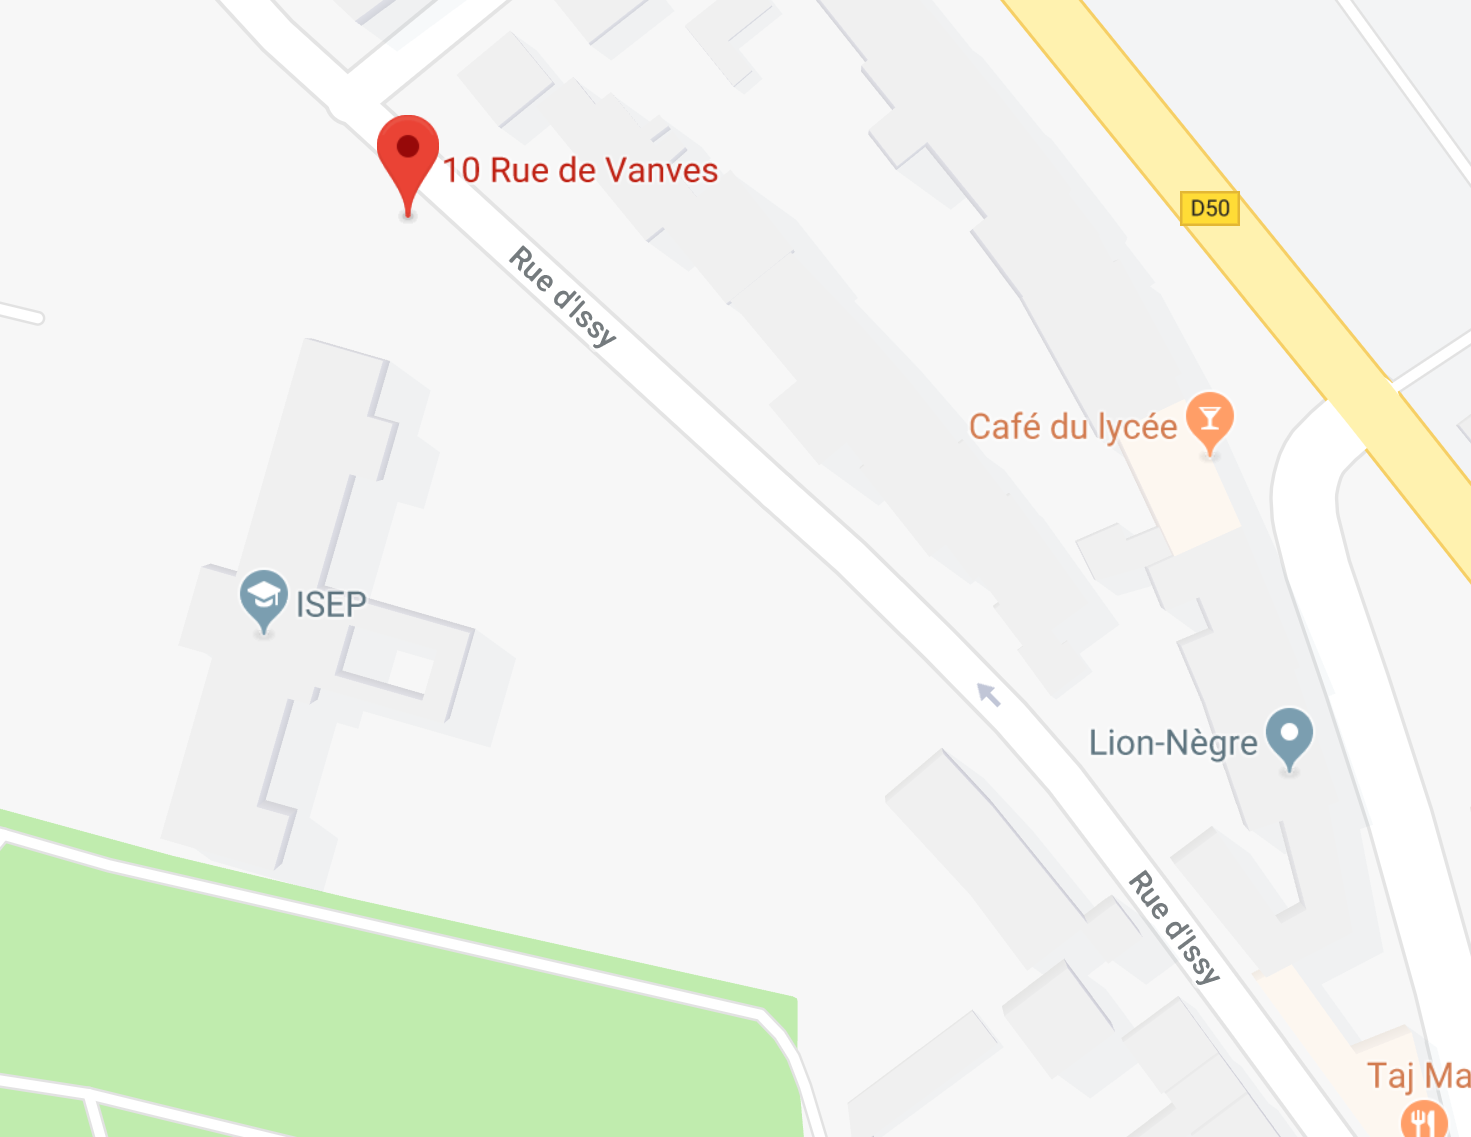 10 Rue de Vanves
D50
Rue d'Issy
Café du lycée
ISEP
Lion-Nègre
Rue d'Issy
Taj Ma